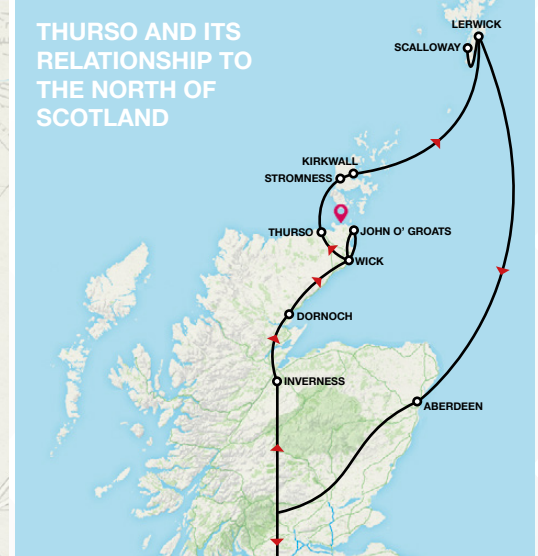 THURSO AND ITS
RELATIONSHIP TO
THE NORTH OF
SCOTLAND
LERWICK
SCALLOWAY
KIRKWALL
STROMNESS
THURSO
JOHN O' GROATS
WICK
DORNOCH
INVERNESS
ABERDEEN